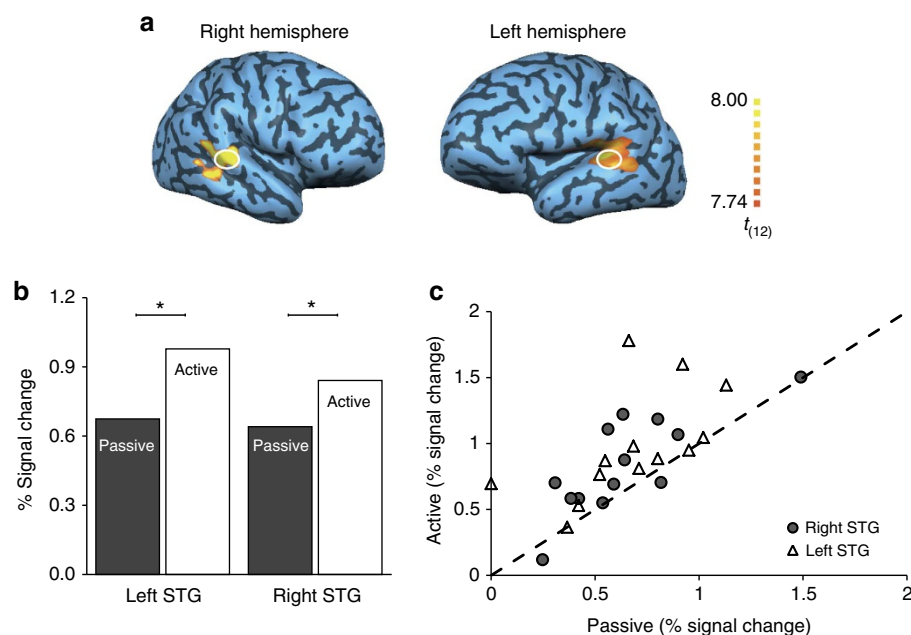 a
Right hemisphere
Left hemisphere
8.00
7.74
t(12)
b
% Signal change
1.2
0.9
0.6
0.3
0.0
*
*
Passive
Active
Passive
Active
Left STG
Right STG
c
Active (% signal change)
2
1.5
1
0.5
0
Right STG
Left STG
0
0.5
1
1.5
2
Passive (% signal change)